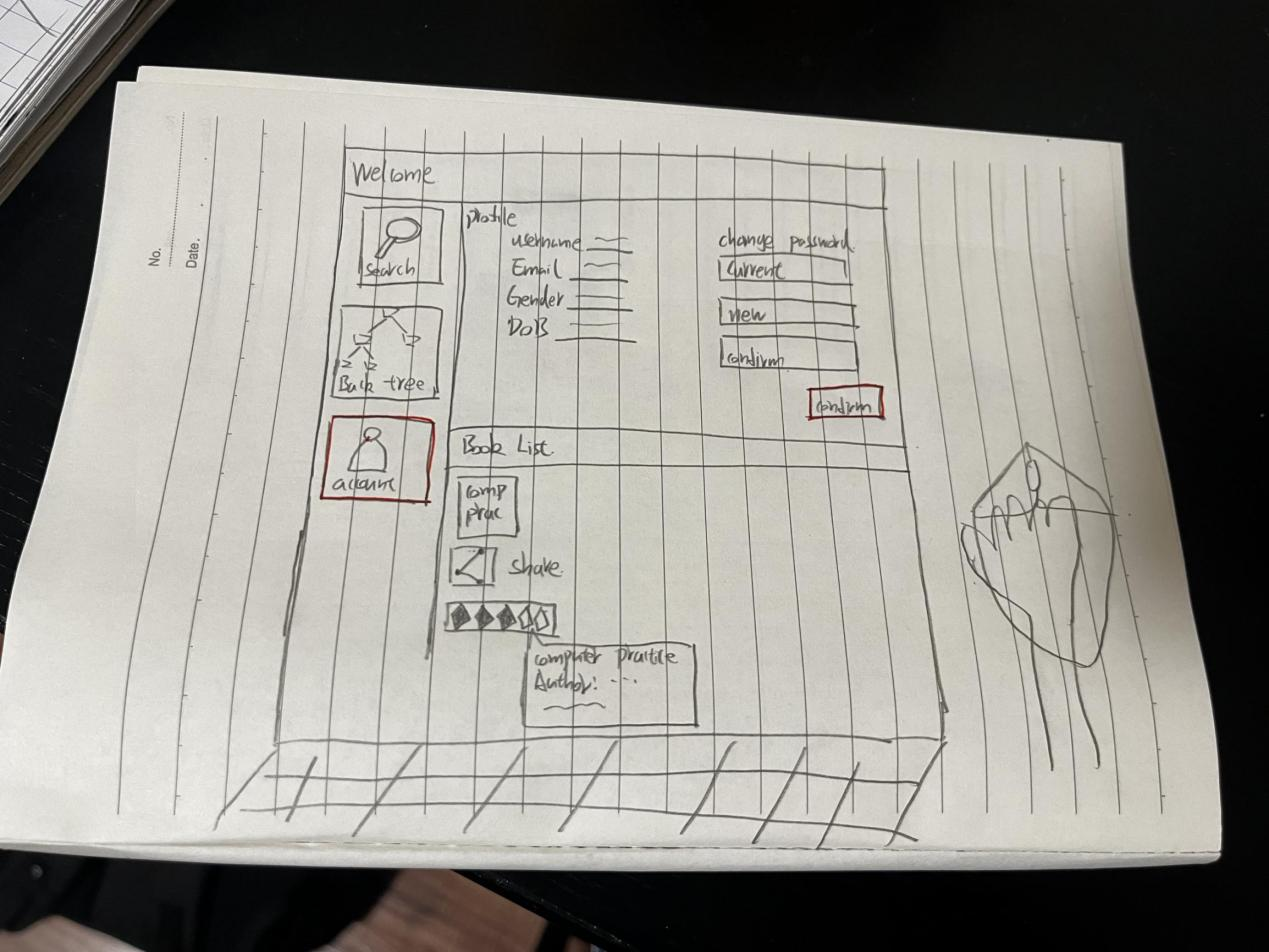 No.
Date.
Welcome
search
Back tree
account
profile
username
Email
Gender
DoB
change password
Current
new
confirm
confirm
Book List.
comp
prac
share
computer practice
Author: ...